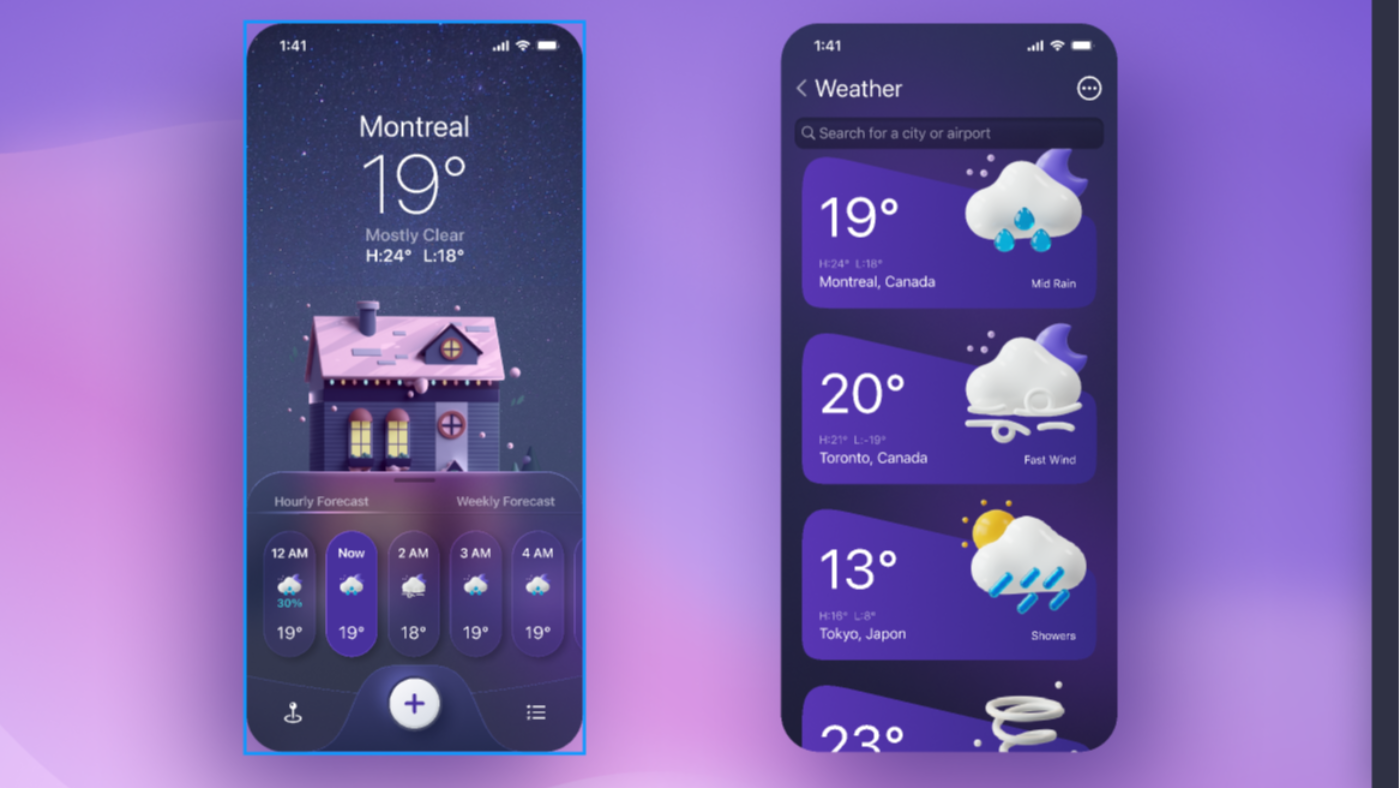 1:41
Montreal
19°
Mostly Clear
H:24° L:18°
Hourly Forecast
Weekly Forecast
12 AM
Now
2 AM
3 AM
4 AM
30%
19°
19°
18°
19°
19°
1:41
Weather
Search for a city or airport
19°
H:24° L:18°
Montreal, Canada
Mid Rain
20°
H:21° L:-19°
Toronto, Canada
Fast Wind
13°
H:16° L:8°
Tokyo, Japon
Showers
23°